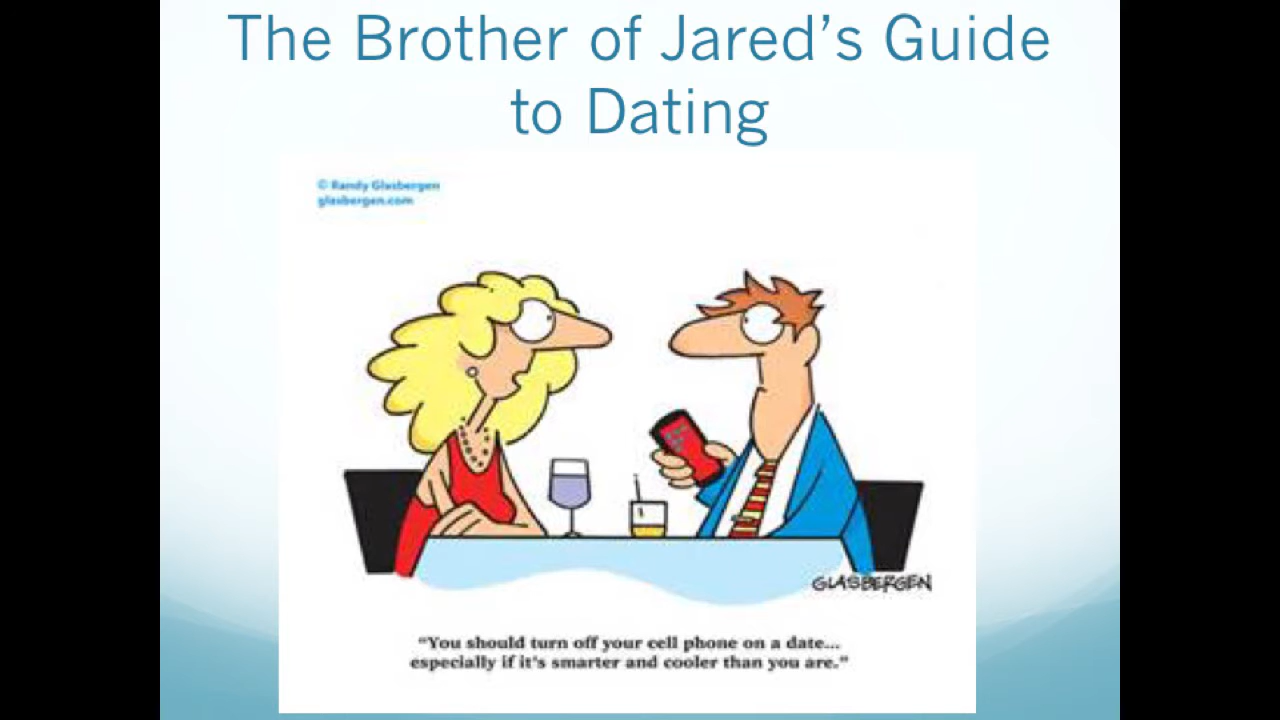 The Brother of Jared’s Guide
to Dating
© Randy Glasbergen
glasbergen.com
GLASBERGEN
“You should turn off your cell phone on a date...
especially if it’s smarter and cooler than you are.”